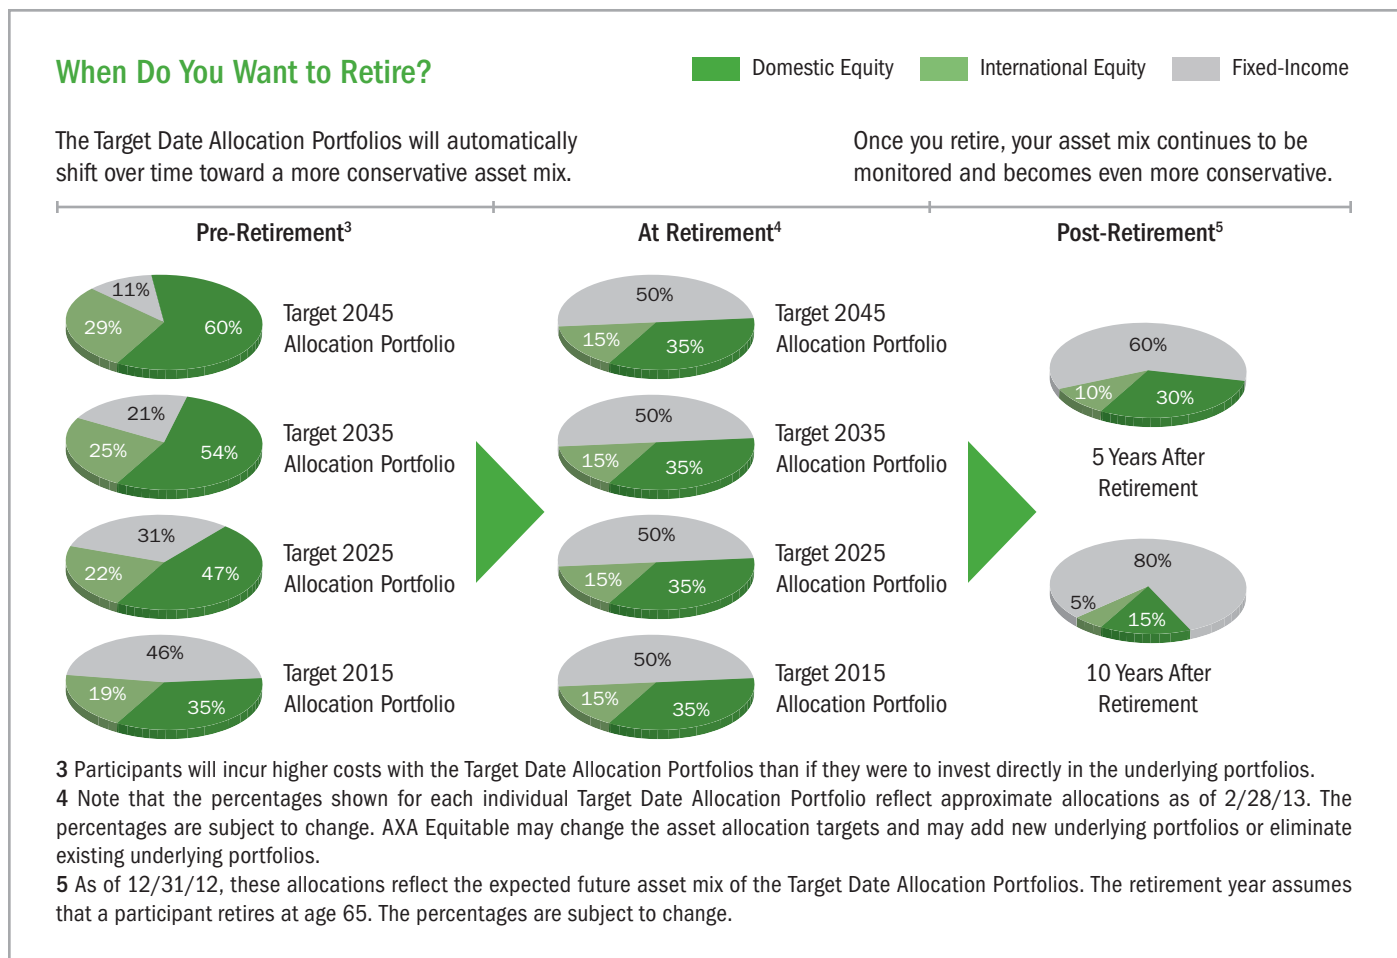 When Do You Want to Retire?
Domestic Equity
International Equity
Fixed-Income
The Target Date Allocation Portfolios will automatically
shift over time toward a more conservative asset mix.
Once you retire, your asset mix continues to be
monitored and becomes even more conservative.
Pre-Retirement3
At Retirement4
Post-Retirement5
11%
29%
60%
Target 2045
Allocation Portfolio
21%
25%
54%
Target 2035
Allocation Portfolio
31%
22%
47%
Target 2025
Allocation Portfolio
46%
19%
35%
Target 2015
Allocation Portfolio
50%
15%
35%
Target 2045
Allocation Portfolio
50%
15%
35%
Target 2035
Allocation Portfolio
50%
15%
35%
Target 2025
Allocation Portfolio
50%
15%
35%
Target 2015
Allocation Portfolio
60%
10%
30%
5 Years After
Retirement
80%
5%
15%
10 Years After
Retirement
3 Participants will incur higher costs with the Target Date Allocation Portfolios than if they were to invest directly in the underlying portfolios.
4 Note that the percentages shown for each individual Target Date Allocation Portfolio reflect approximate allocations as of 2/28/13. The
percentages are subject to change. AXA Equitable may change the asset allocation targets and may add new underlying portfolios or eliminate
existing underlying portfolios.
5 As of 12/31/12, these allocations reflect the expected future asset mix of the Target Date Allocation Portfolios. The retirement year assumes
that a participant retires at age 65. The percentages are subject to change.